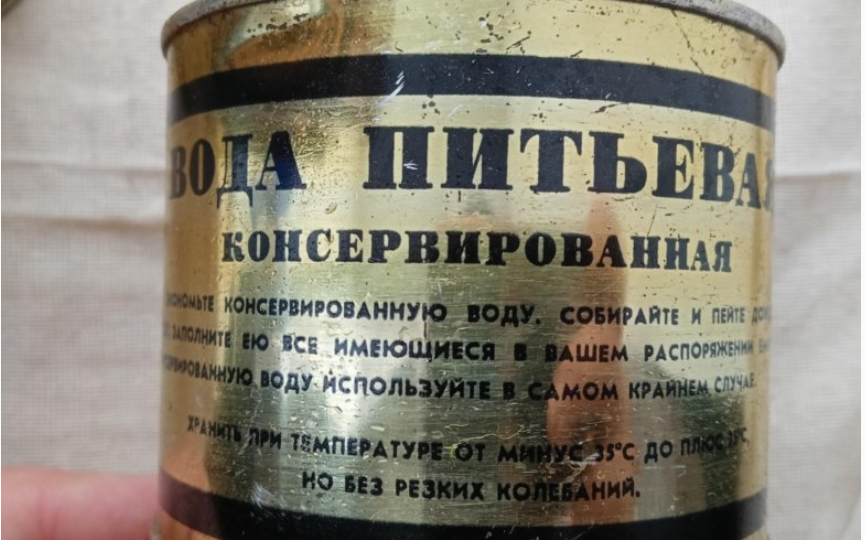 ВОДА ПИТЬЕВАЯ
КОНСЕРВИРОВАННАЯ
КОНСЕРВИРОВАННУЮ ВОДУ. СОБИРАЙТЕ И ПЕЙТЕ
ЗАПОЛНИТЕ ЕЮ ВСЕ ИМЕЮЩИЕСЯ В ВАШЕМ РАСПОРЯЖЕНИИ
ВОДУ ИСПОЛЬЗУЙТЕ В САМОМ КРАЙНЕМ СЛУЧАЕ.
ХРАНИТЬ ПРИ ТЕМПЕРАТУРЕ ОТ МИНУС 35°С ДО ПЛЮС 35°С,
НО БЕЗ РЕЗКИХ КОЛЕБАНИЙ.